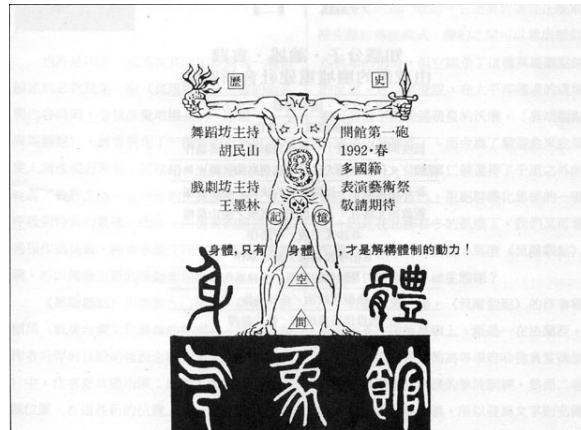 歷 史
舞蹈坊主持
胡民山
戲劇坊主持
王墨林
開館第一砲
1992·春
多國籍
表演藝術祭
敬請期待
記 憶
身體,只有 身體 ,才是解構體制的動力!
空
間
身 體
氣 象 館